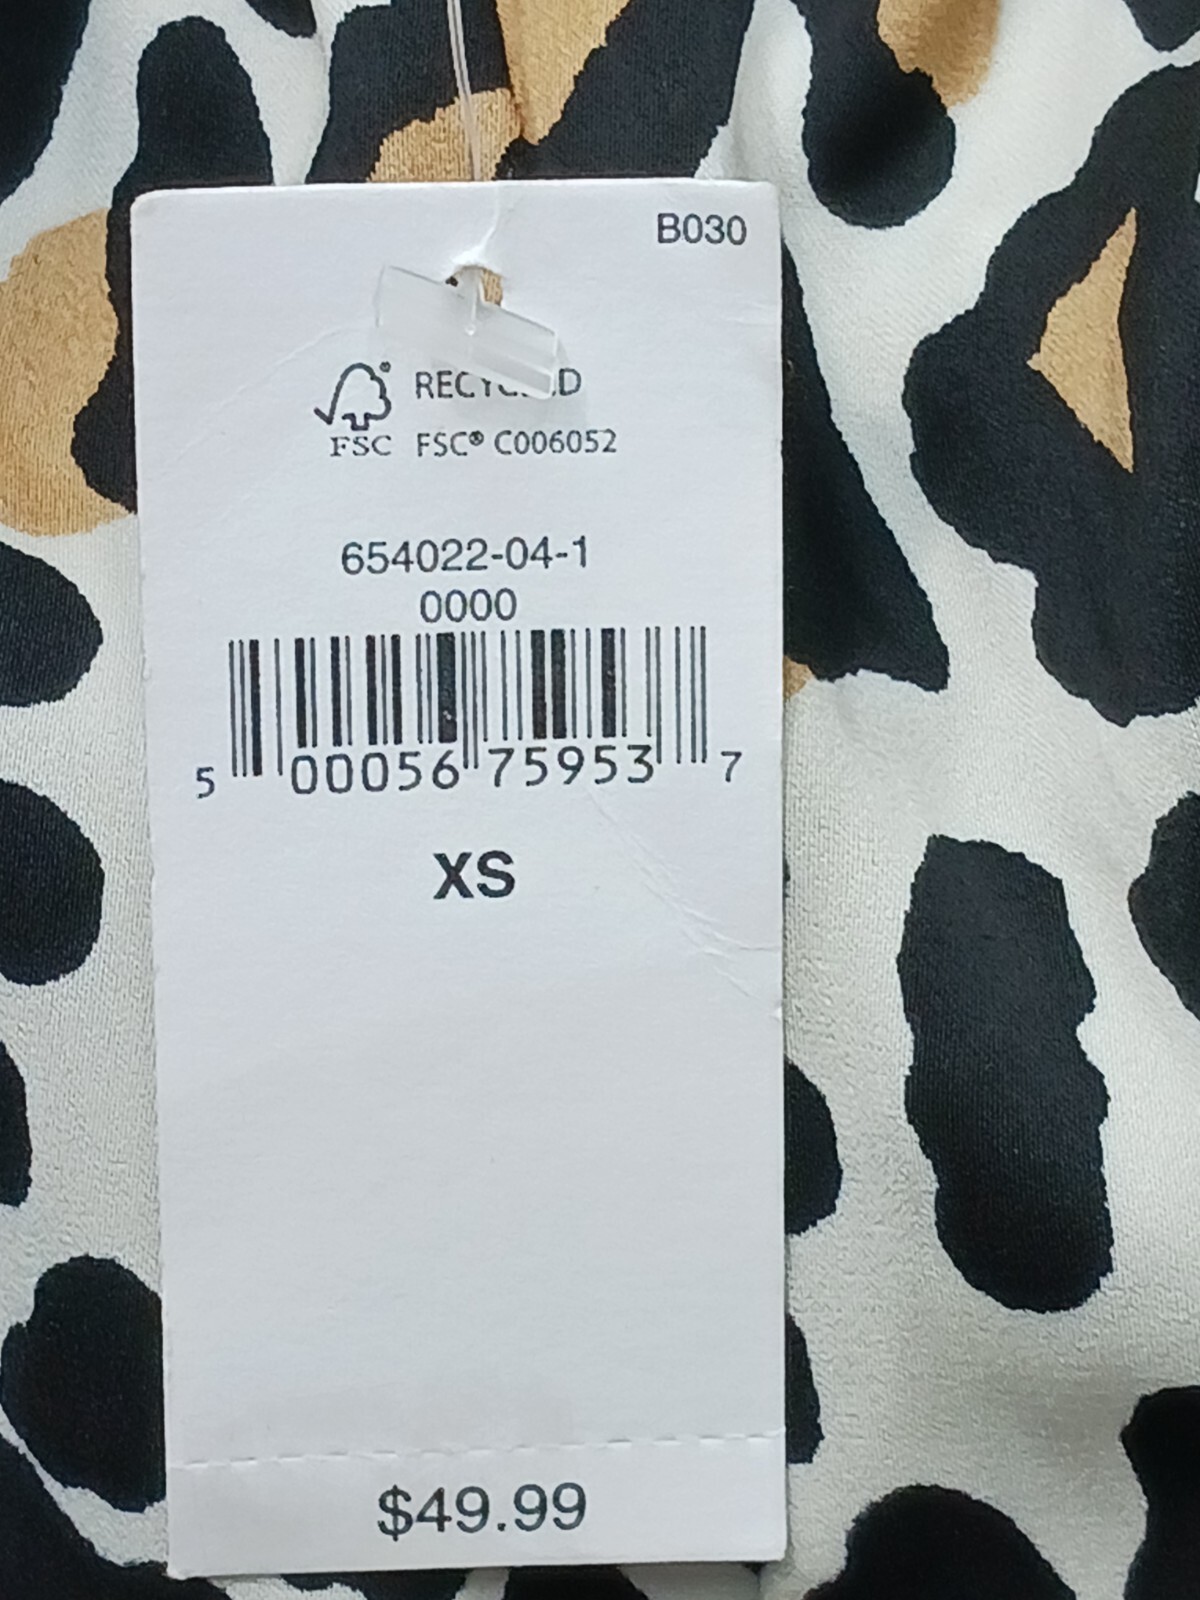 B030
FSC
FSC® C006052
654022-04-1
0000
5 00056 75953 7
XS
$49.99